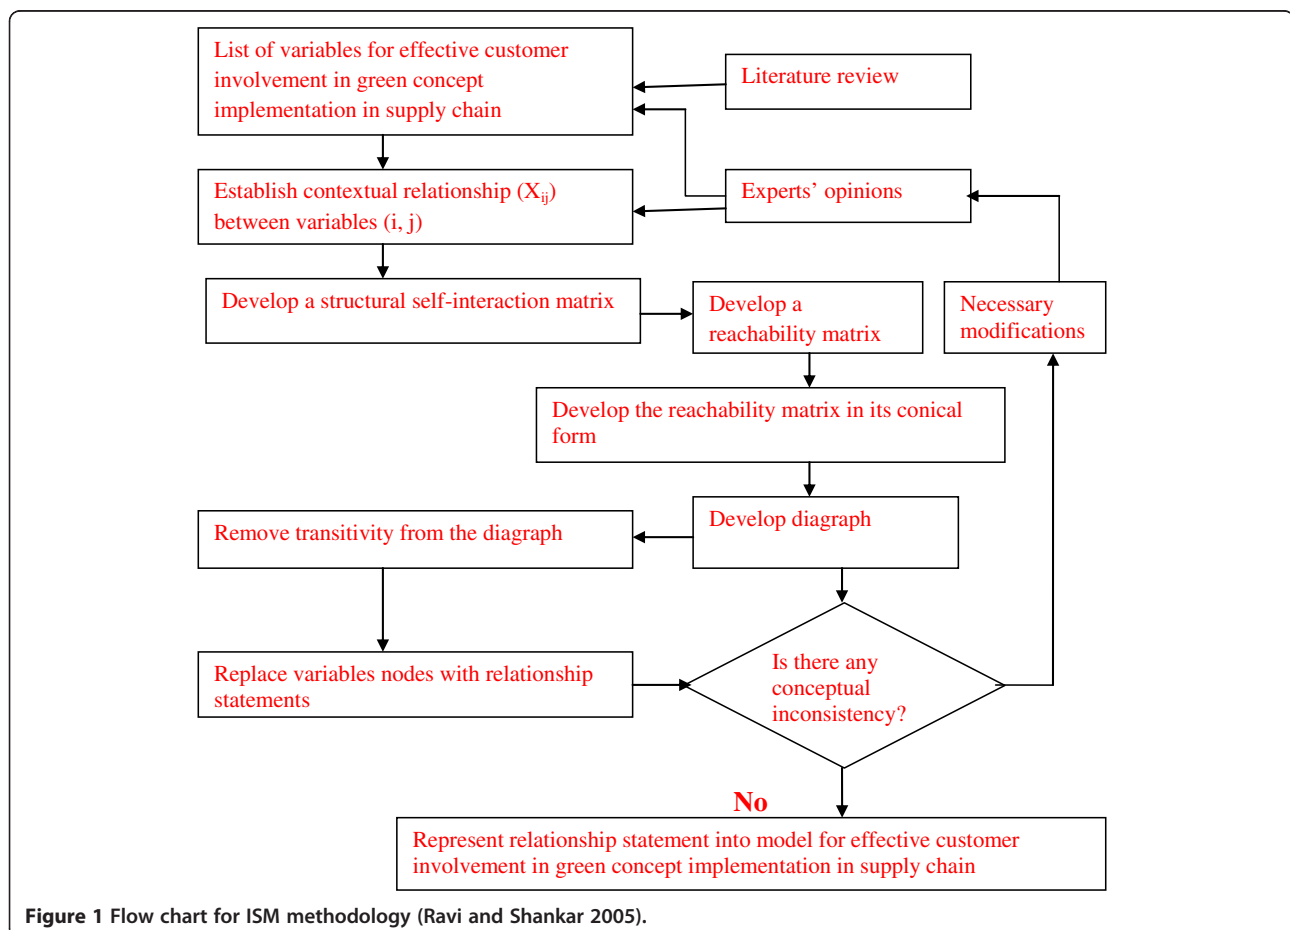 List of variables for effective customer
involvement in green concept
implementation in supply chain
Literature review
Establish contextual relationship (Xij)
between variables (i, j)
Experts’ opinions
Develop a structural self-interaction matrix
Develop a
reachability matrix
Necessary
modifications
Develop the reachability matrix in its conical
form
Develop diagraph
Remove transitivity from the diagraph
Replace variables nodes with relationship
statements
Is there any
conceptual
inconsistency?
No
Represent relationship statement into model for effective customer
involvement in green concept implementation in supply chain
Figure 1 Flow chart for ISM methodology (Ravi and Shankar 2005).